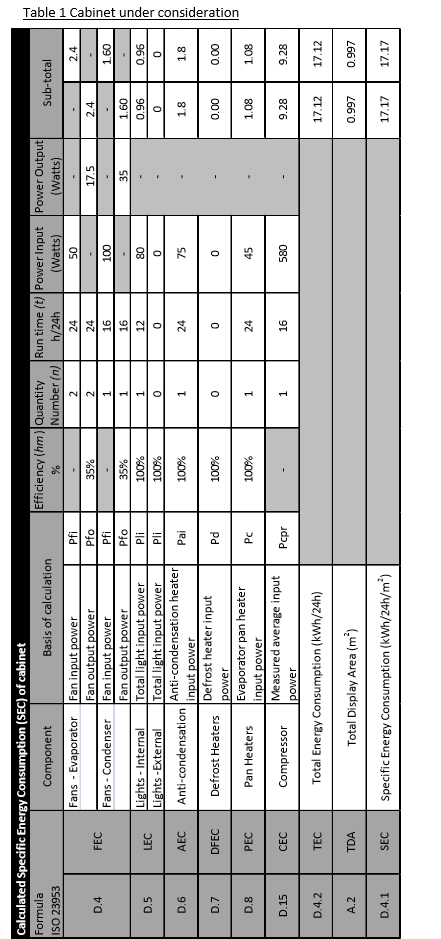 Table 1 Cabinet under consideration
Calculated Specific Energy Consumption (SEC) of cabinet
Formula ISO 23953 Component Basis of calculation Efficiency (hm) % Quantity Number (n) Run time (t) h/24h Power Input (Watts) Power Output (Watts) Sub-total
D.4 FEC Fans - Evaporator Fan input power Pfi - 2 24 50 - - 2.4
Fan output power Pfo 35% 2 24 - 17.5 2.4 -
Fans - Condenser Fan input power Pfi - 1 16 100 - - 1.60
Fan output power Pfo 35% 1 16 - 35 1.60 -
D.5 LEC Lights - Internal Total light input power Pli 100% 1 12 80 - 0.96 0.96
Lights -External Total light input power Pli 100% 0 0 0 - 0 0
D.6 AEC Anti-condensation Anti-condensation heater input power Pai 100% 1 24 75 - 1.8 1.8
D.7 DFEC Defrost Heaters Defrost heater input power Pd 100% 0 0 0 - 0.00 0.00
D.8 PEC Pan Heaters Evaporator pan heater input power Pc 100% 1 24 45 - 1.08 1.08
D.15 CEC Compressor Measured average input power Pcpr - 1 16 580 - 9.28 9.28
D.4.2 TEC Total Energy Consumption (kWh/24h) 17.12 17.12
A.2 TDA Total Display Area (m²) 0.997 0.997
D.4.1 SEC Specific Energy Consumption (kWh/24h/m²) 17.17 17.17